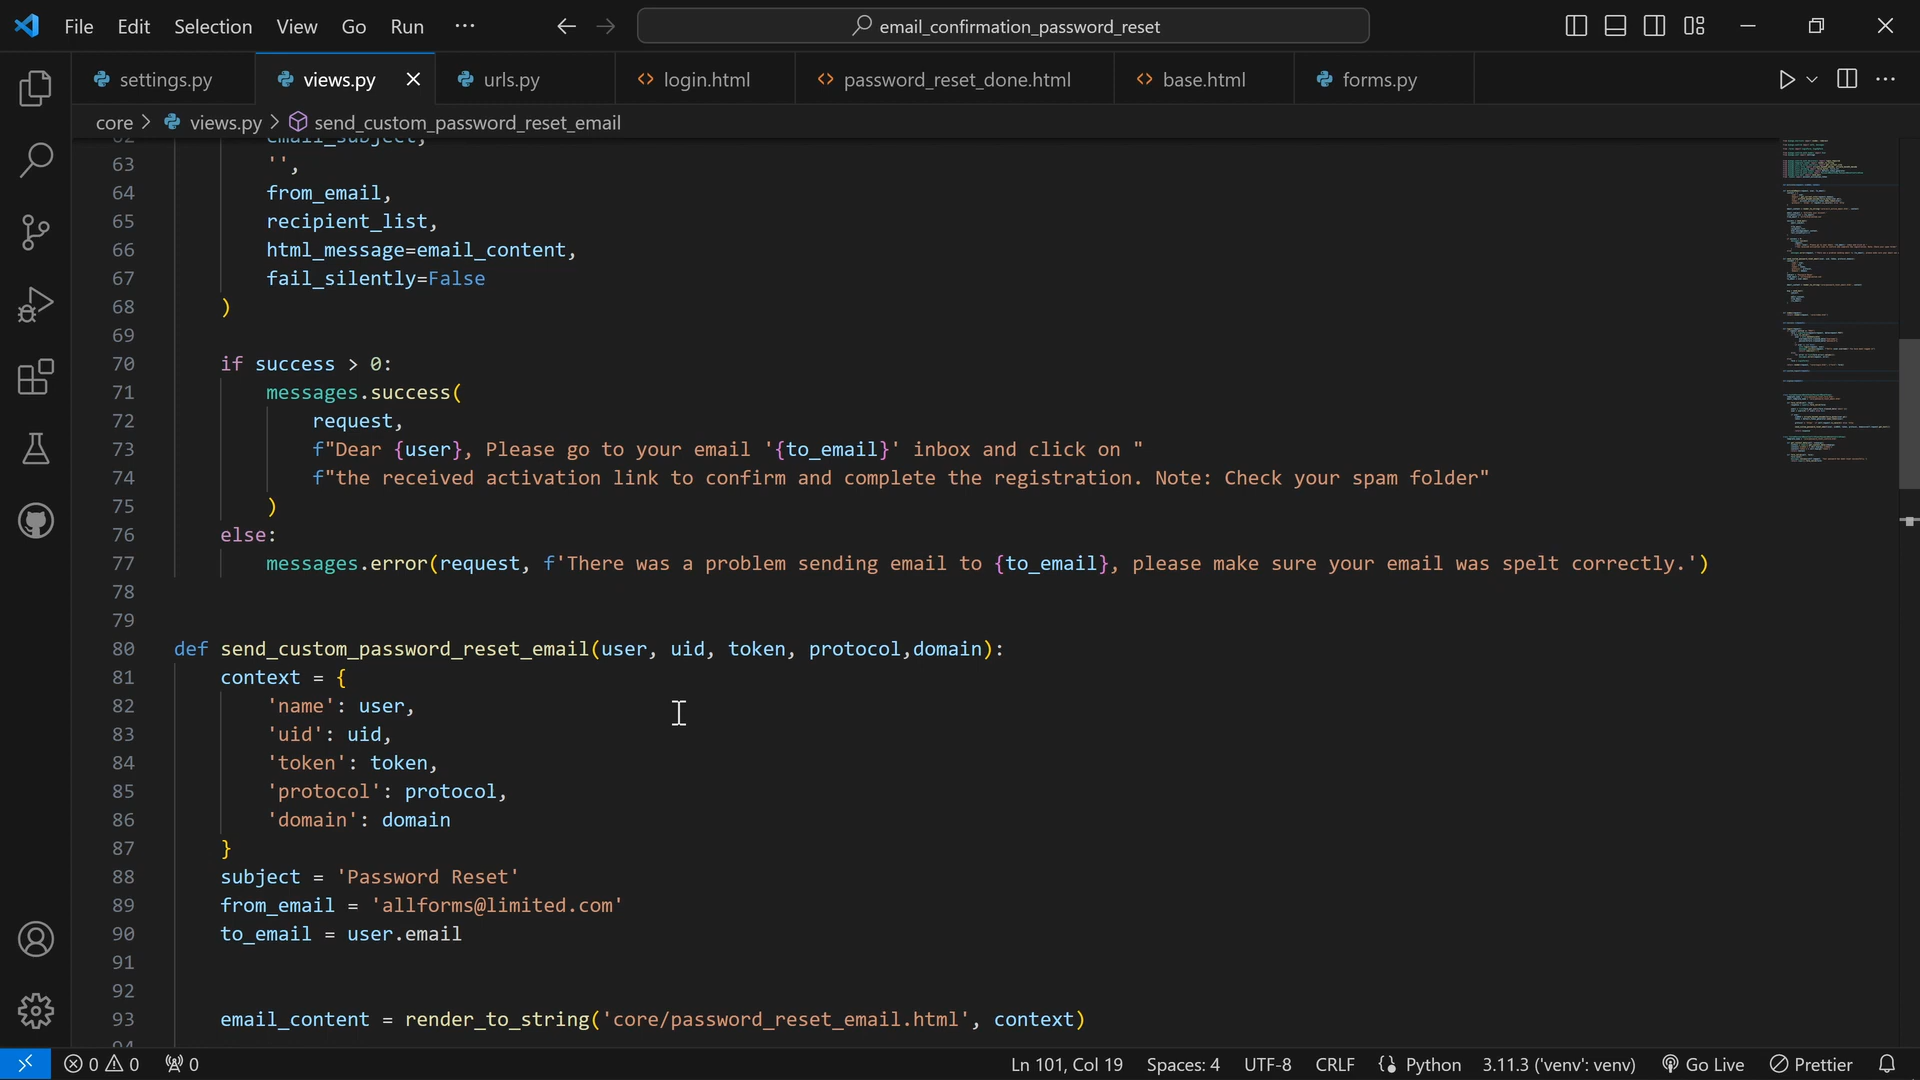 File Edit Selection View Go Run ··· email_confirmation_password_reset
settings.py views.py urls.py login.html password_reset_done.html base.html forms.py
core > views.py > send_custom_password_reset_email
62 email_subject,
63 '',
64 from_email,
65 recipient_list,
66 html_message=email_content,
67 fail_silently=False
68 )
69
70 if success > 0:
71 messages.success(
72 request,
73 f"Dear {user}, Please go to your email '{to_email}' inbox and click on "
74 f"the received activation link to confirm and complete the registration. Note: Check your spam folder"
75 )
76 else:
77 messages.error(request, f'There was a problem sending email to {to_email}, please make sure your email was spelt correctly.')
78
79
80 def send_custom_password_reset_email(user, uid, token, protocol,domain):
81 context = {
82 'name': user,
83 'uid': uid,
84 'token': token,
85 'protocol': protocol,
86 'domain': domain
87 }
88 subject = 'Password Reset'
89 from_email = 'allforms@limited.com'
90 to_email = user.email
91
92
93 email_content = render_to_string('core/password_reset_email.html', context)
94
0 0 0 Ln 101, Col 19 Spaces: 4 UTF-8 CRLF Python 3.11.3 ('venv': venv) Go Live Prettier